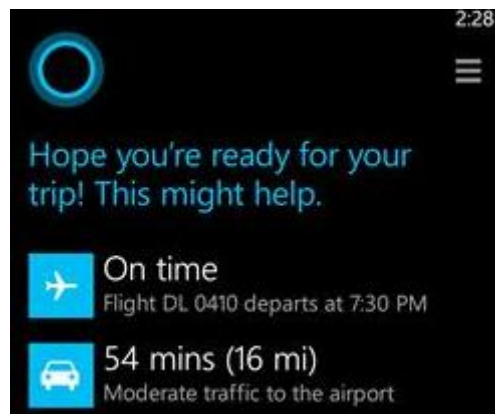 2:28
Hope you're ready for your
trip! This might help.
On time
Flight DL 0410 departs at 7:30 PM
54 mins (16 mi)
Moderate traffic to the airport